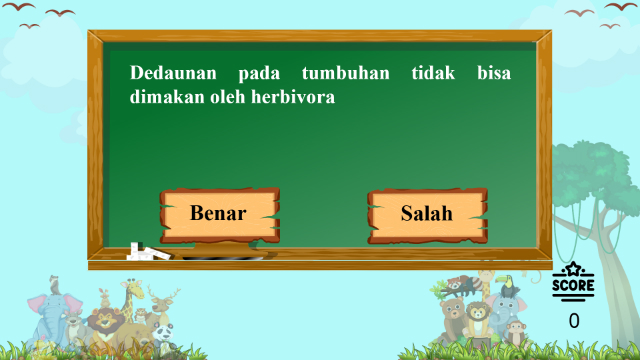 Dedaunan pada tumbuhan tidak bisa
dimakan oleh herbivora
Benar
Salah
SCORE
0